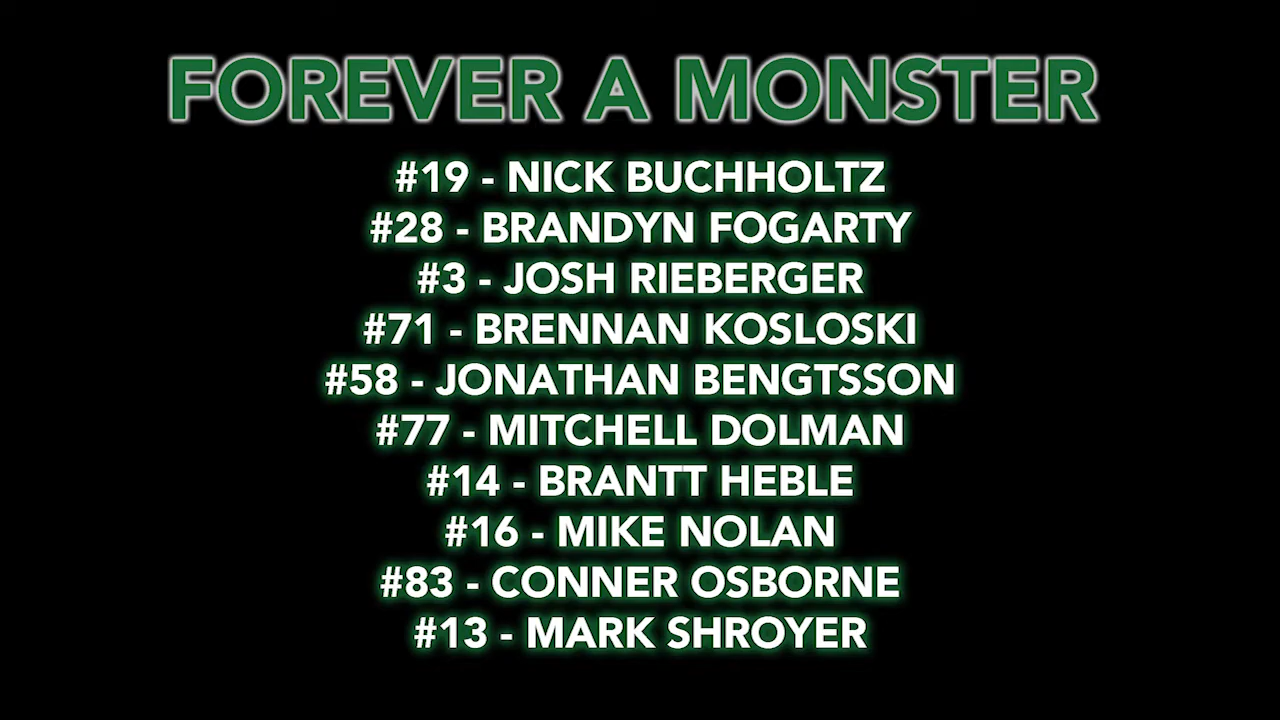 FOREVER A MONSTER
#19 - NICK BUCHHOLTZ
#28 - BRANDYN FOGARTY
#3 - JOSH RIEBERGER
#71 - BRENNAN KOSLOSKI
#58 - JONATHAN BENGTSSON
#77 - MITCHELL DOLMAN
#14 - BRANTT HEBLE
#16 - MIKE NOLAN
#83 - CONNER OSBORNE
#13 - MARK SHROYER